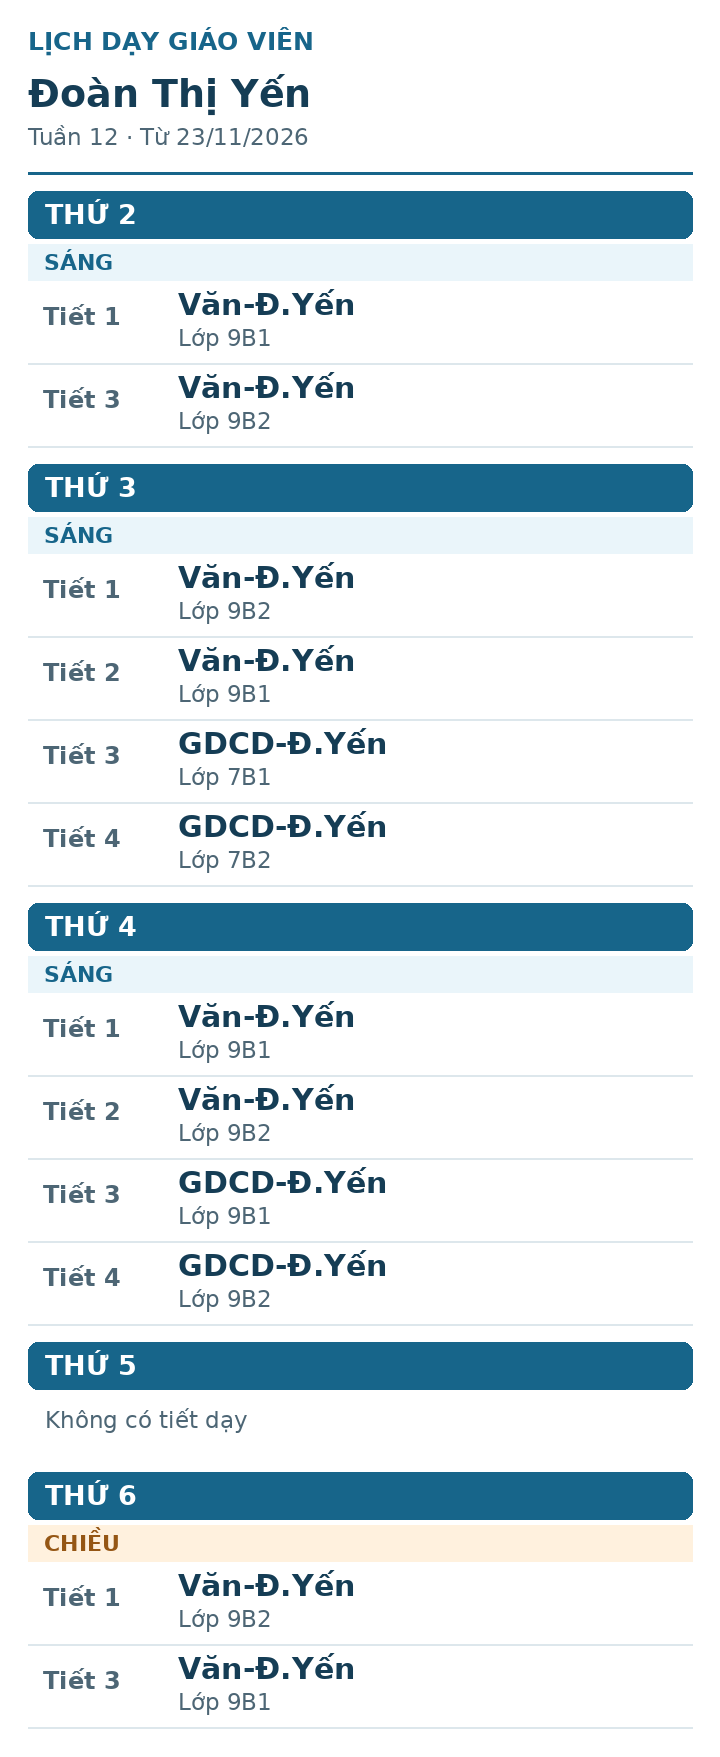 LỊCH DẠY GIÁO VIÊN
Đoàn Thị Yến
Tuần 12 · Từ 23/11/2026
THỨ 2
SÁNG
Tiết 1 Văn-Đ.Yến
Lớp 9B1
Tiết 3 Văn-Đ.Yến
Lớp 9B2
THỨ 3
SÁNG
Tiết 1 Văn-Đ.Yến
Lớp 9B2
Tiết 2 Văn-Đ.Yến
Lớp 9B1
Tiết 3 GDCD-Đ.Yến
Lớp 7B1
Tiết 4 GDCD-Đ.Yến
Lớp 7B2
THỨ 4
SÁNG
Tiết 1 Văn-Đ.Yến
Lớp 9B1
Tiết 2 Văn-Đ.Yến
Lớp 9B2
Tiết 3 GDCD-Đ.Yến
Lớp 9B1
Tiết 4 GDCD-Đ.Yến
Lớp 9B2
THỨ 5
Không có tiết dạy
THỨ 6
CHIỀU
Tiết 1 Văn-Đ.Yến
Lớp 9B2
Tiết 3 Văn-Đ.Yến
Lớp 9B1